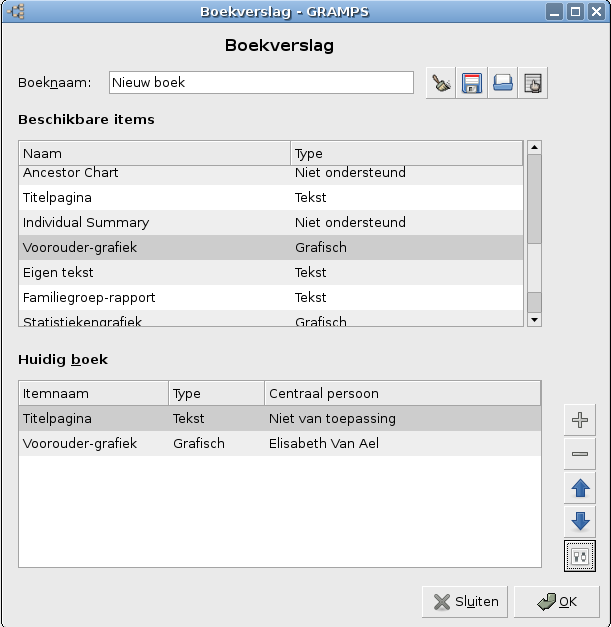 Boekverslag - GRAMPS
Boekverslag
Boeknaam: Nieuw boek
Beschikbare items
Naam Type
Ancestor Chart Niet ondersteund
Titelpagina Tekst
Individual Summary Niet ondersteund
Voorouder-grafiek Grafisch
Eigen tekst Tekst
Familiegroep-rapport Tekst
Statistiekengrafiek Grafisch
Huidig boek
Itemnaam Type Centraal persoon
Titelpagina Tekst Niet van toepassing
Voorouder-grafiek Grafisch Elisabeth Van Ael
Sluiten OK